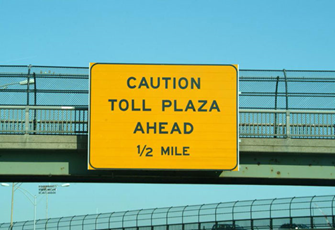 CAUTION
TOLL PLAZA
AHEAD
1/2 MILE